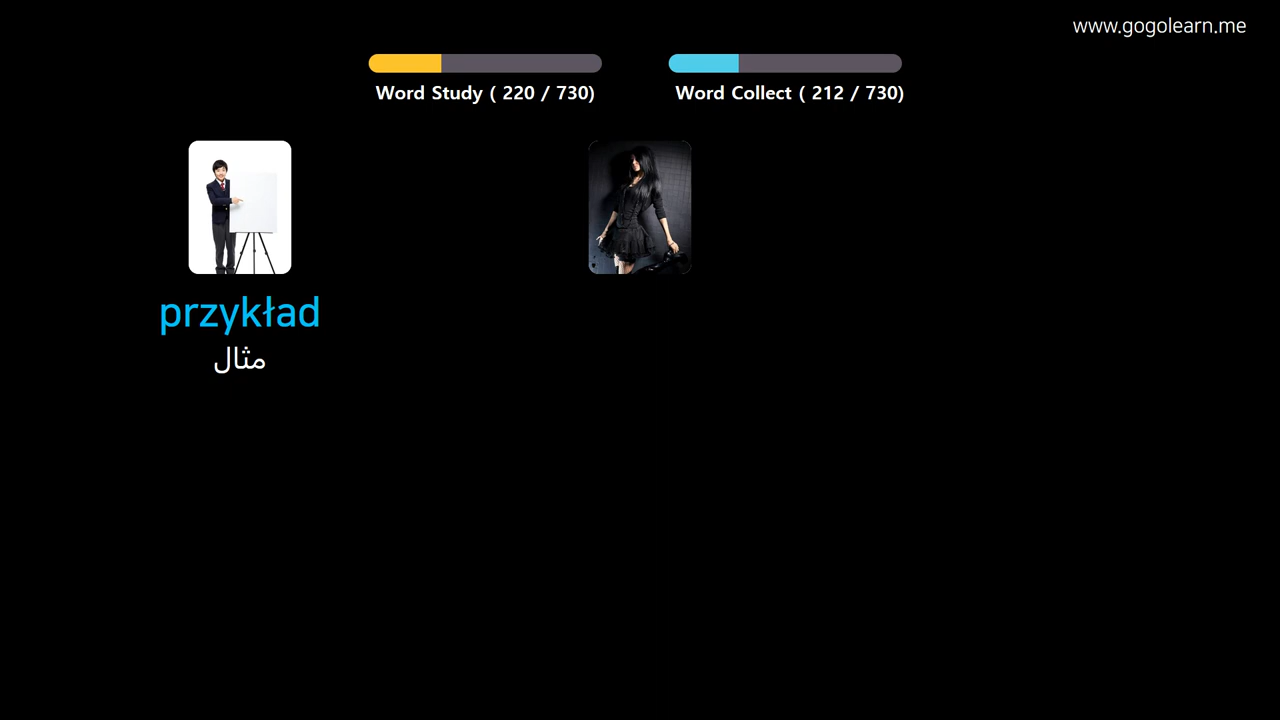 www.gogolearn.me
Word Study ( 220 / 730)
Word Collect ( 212 / 730)
przykład
مثال